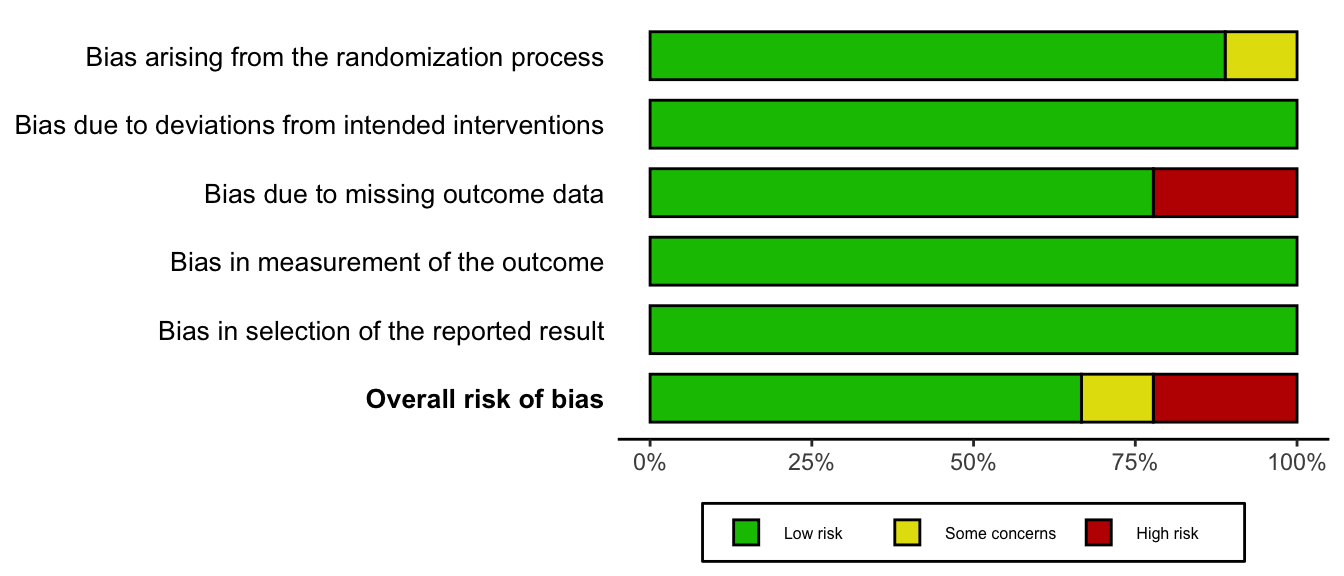 Bias arising from the randomization process
Bias due to deviations from intended interventions
Bias due to missing outcome data
Bias in measurement of the outcome
Bias in selection of the reported result
Overall risk of bias
0% 25% 50% 75% 100%
Low risk Some concerns High risk